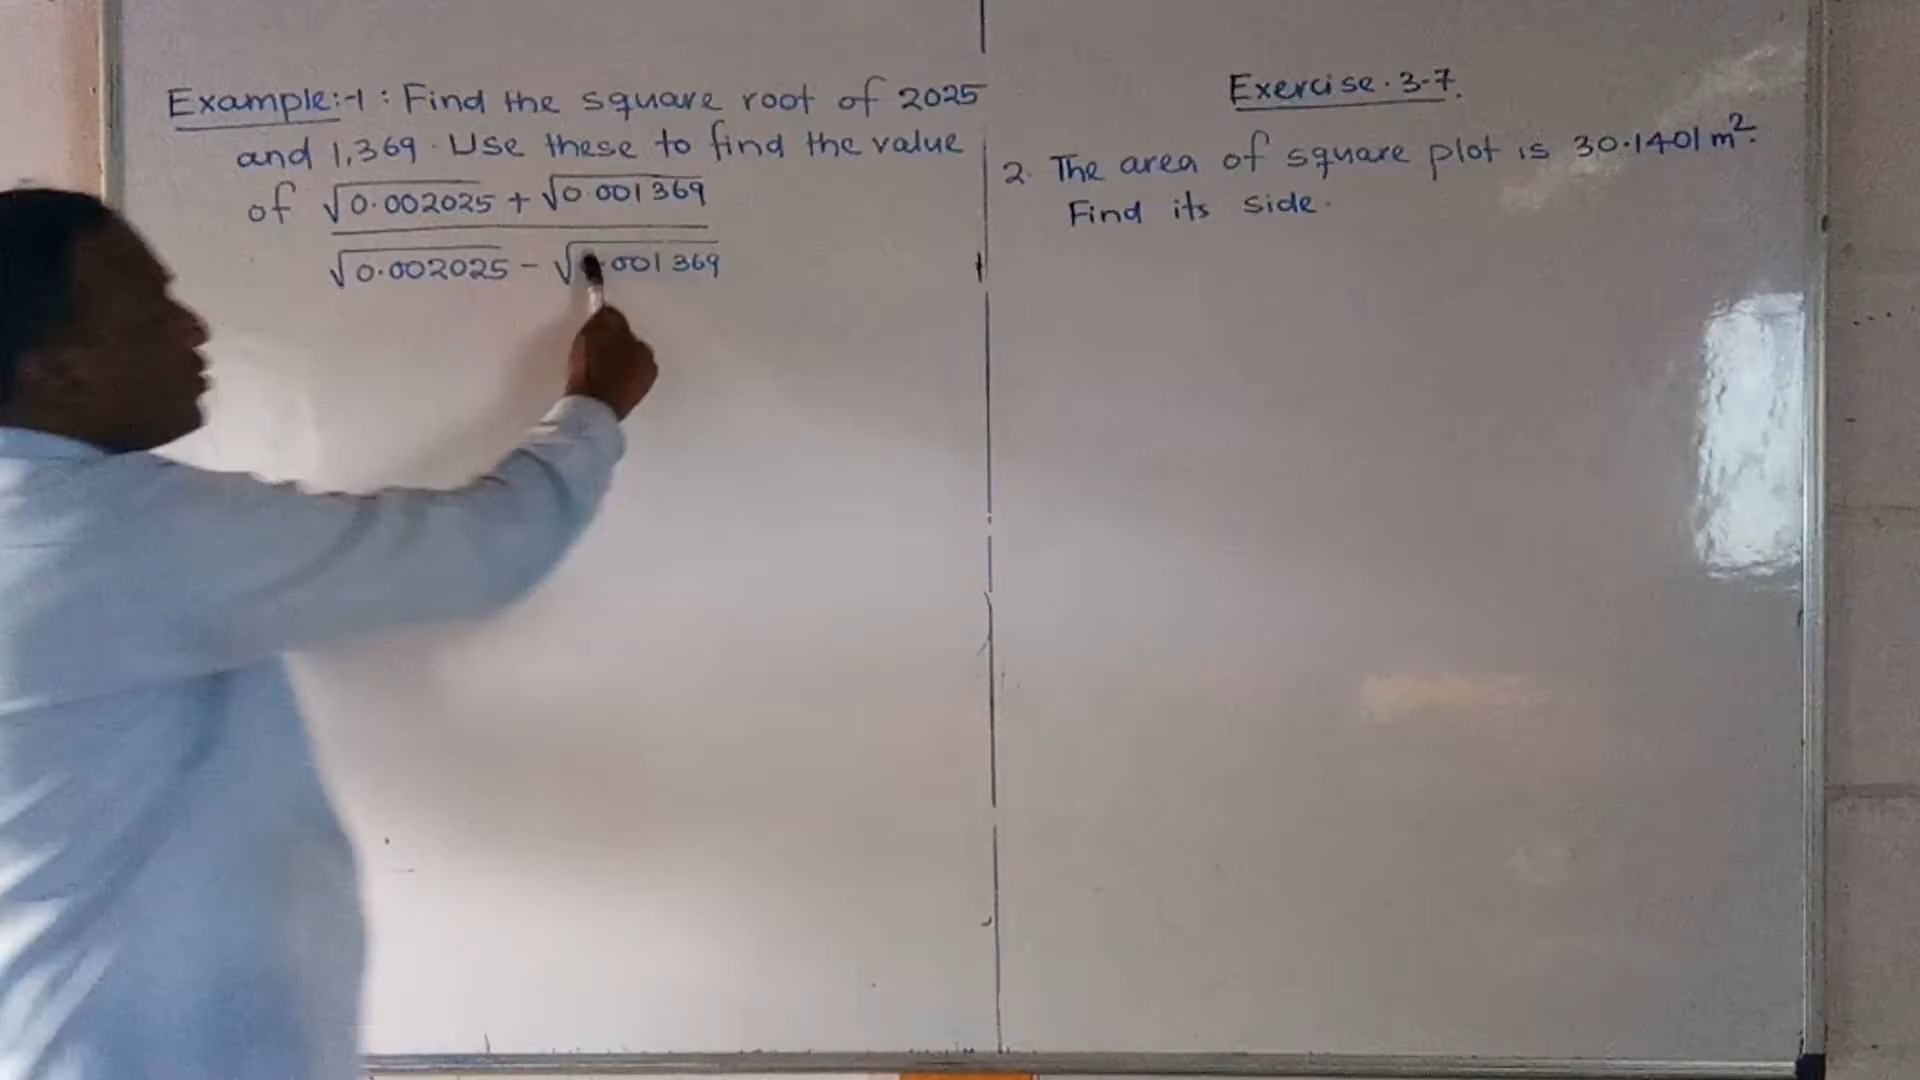 Example:-1: Find the square root of 2025
and 1,369. Use these to find the value
of √0.002025 + √0.001369
√0.002025 - √0.001369
Exercise. 3-7.
2. The area of square plot is 30.1401 m².
Find its side.